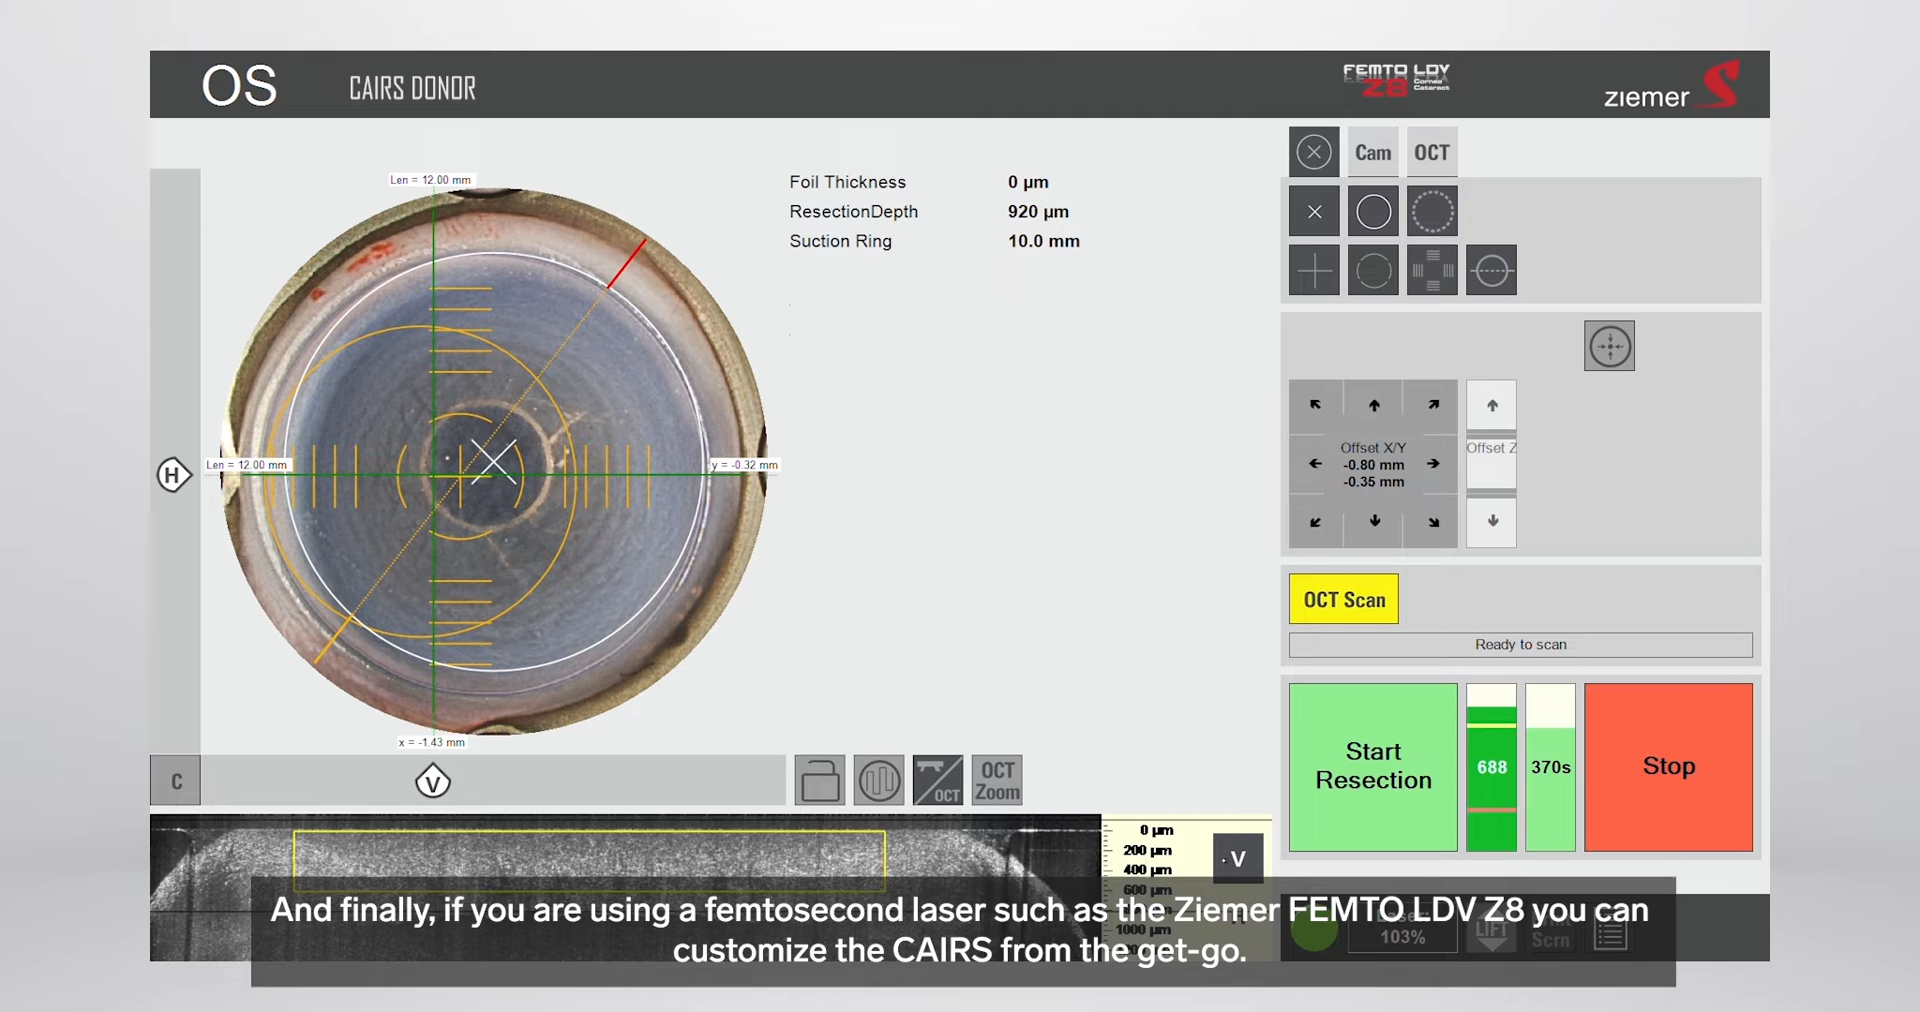 OS
CAIRS DONOR
FEMTO LDV
Z8
Cornea
Cataract
ziemer
Len = 12.00 mm
Foil Thickness 0 µm
ResectionDepth 920 µm
Suction Ring 10.0 mm
Cam
OCT
Len = 12.00 mm
y = -0.32 mm
H
Offset X/Y
-0.80 mm
-0.35 mm
Offset Z
OCT Scan
Ready to scan
x = -1.43 mm
C
V
OCT
OCT
Zoom
Start
Resection
688
370s
Stop
0 µm
200 µm
400 µm
600 µm
1000 µm
V
103%
LIFT
Scrn
And finally, if you are using a femtosecond laser such as the Ziemer FEMTO LDV Z8 you can
customize the CAIRS from the get-go.